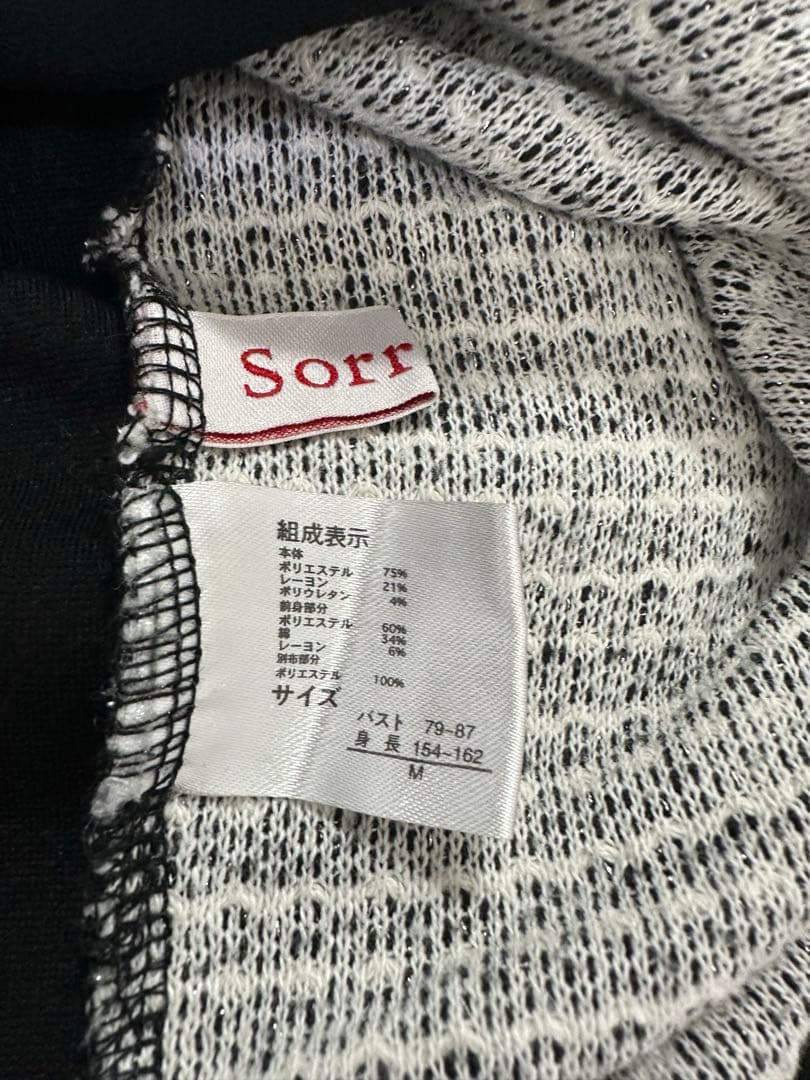 Sorr
組成表示
本体
ポリエステル 75%
レーヨン 21%
ポリウレタン 4%
前身部分
ポリエステル 60%
綿 34%
レーヨン 6%
別布部分
ポリエステル 100%
サイズ
バスト 79~87
身長 154~162
M